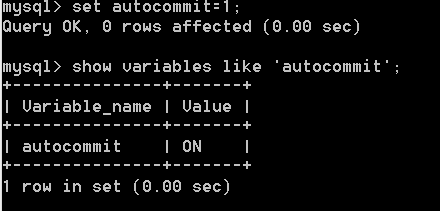 mysql> set autocommit=1;
Query OK, 0 rows affected (0.00 sec)
mysql> show variables like 'autocommit';
+---------------+-------+
| Variable_name | Value |
+---------------+-------+
| autocommit    | ON    |
+---------------+-------+
1 row in set (0.00 sec)